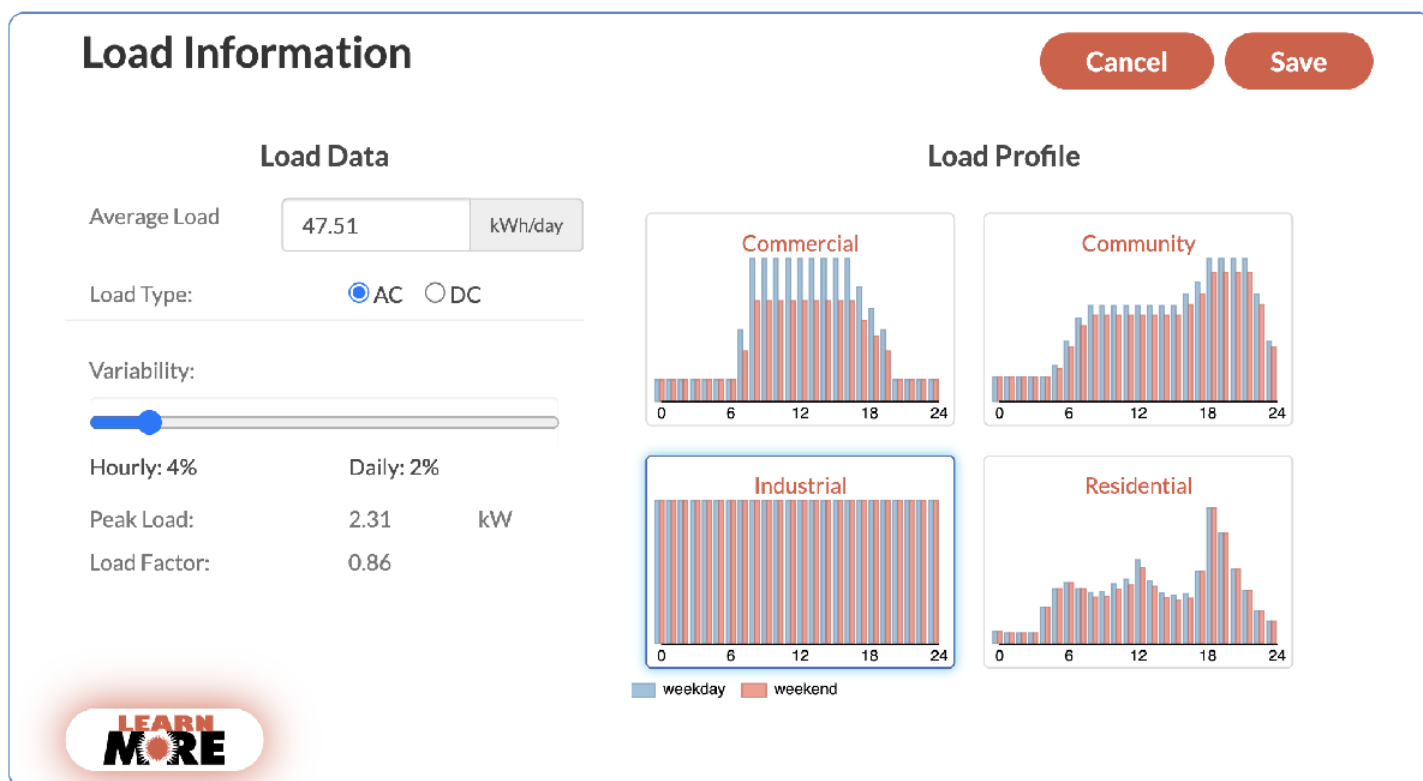 Load Information
Cancel
Save
Load Data
Average Load
47.51
kWh/day
Load Type:
AC
DC
Variability:
Hourly: 4%
Daily: 2%
Peak Load:
2.31
kW
Load Factor:
0.86
LEARN
MORE
Load Profile
Commercial
0 6 12 18 24
Community
0 6 12 18 24
Industrial
0 6 12 18 24
Residential
0 6 12 18 24
weekday
weekend